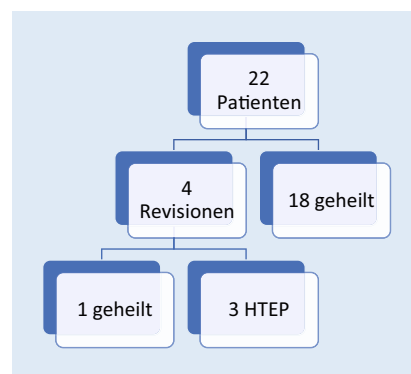 22
Patienten
4
Revisionen
18 geheilt
1 geheilt
3 HTEP